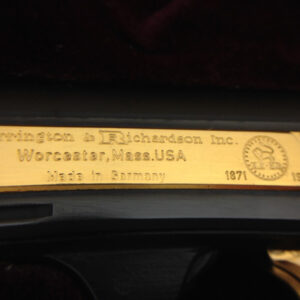 rrington & Richardson Inc.
Worcester, Mass. USA
Made in Germany
1871